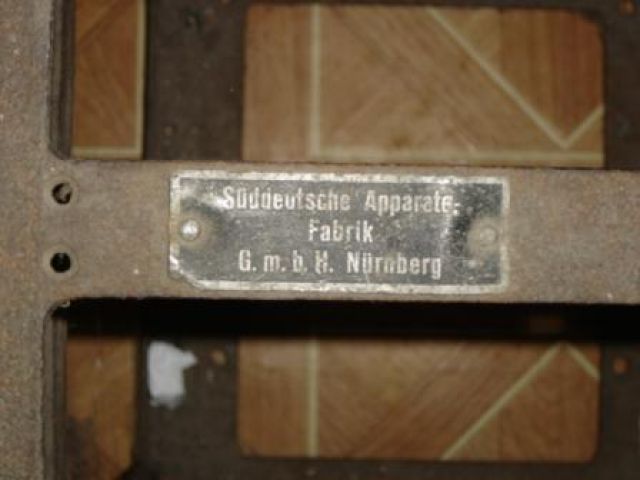 Süddeutsche Apparate-
Fabrik
G. m. b. H. Nürnberg